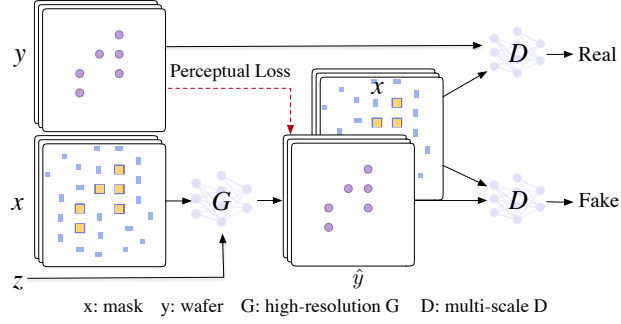 y
D
Real
Perceptual Loss
x
x
G
D
Fake
z
ŷ
x: mask y: wafer G: high-resolution G D: multi-scale D